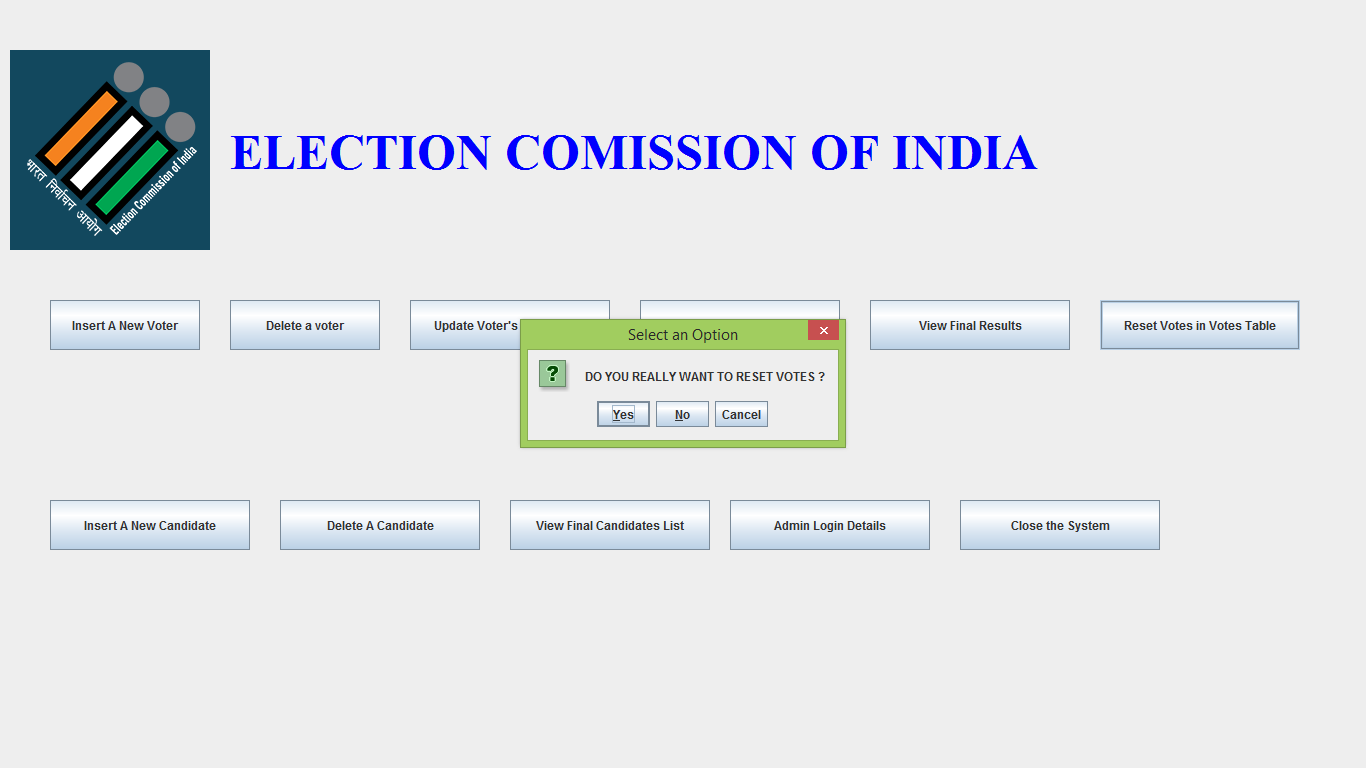 भारत निर्वाचन आयोग
Election Commission of India
ELECTION COMISSION OF INDIA
Insert A New Voter
Delete a voter
Update Voter's
View Final Results
Reset Votes in Votes Table
Select an Option
DO YOU REALLY WANT TO RESET VOTES ?
Yes
No
Cancel
Insert A New Candidate
Delete A Candidate
View Final Candidates List
Admin Login Details
Close the System